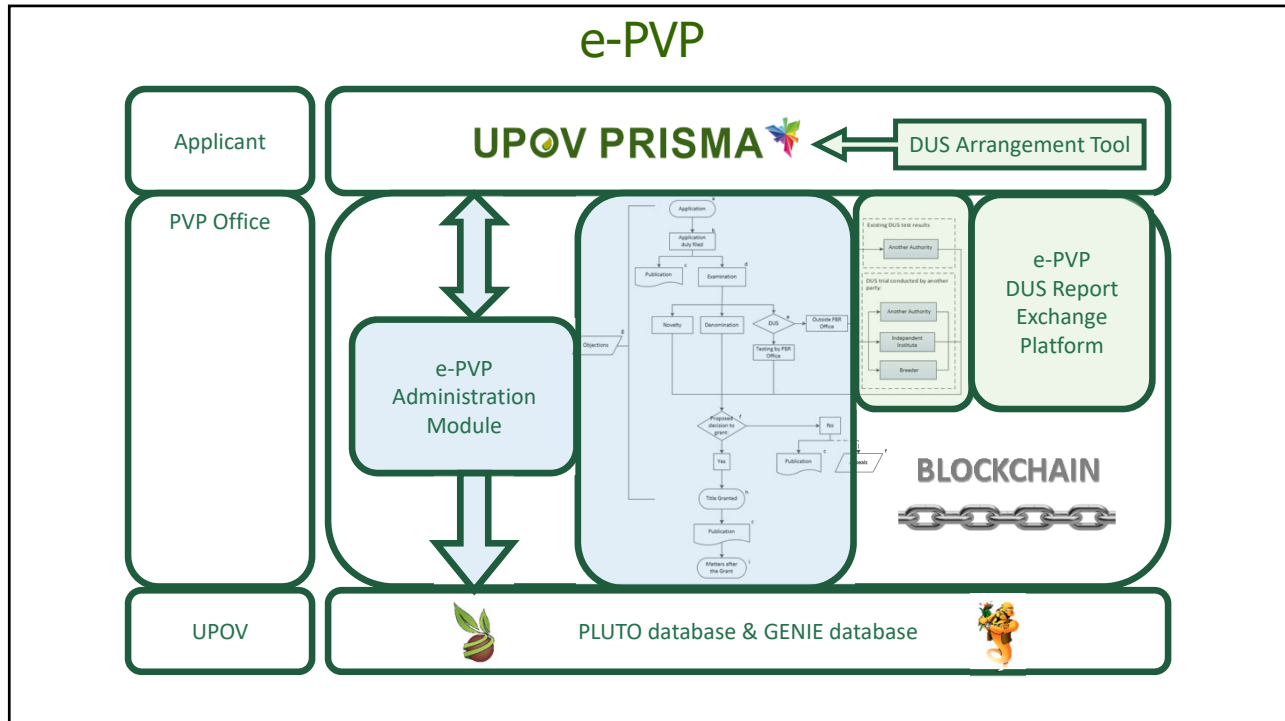 e-PVP
Applicant
UPOV PRISMA
DUS Arrangement Tool
PVP Office
a
Application
b
Application
duly filed
c
Publication
d
Examination
Novelty
Denomination
e
DUS
Outside PBR
Office
Testing by PBR
Office
g
Objections
Proposed
decision to
grant:
f
No
Yes
c
Publication
f
h
Title Granted
c
Publication
i
Matters after
the Grant
Existing DUS test results
Another Authority
DUS trial conducted by another
party:
Another Authority
Independent
Institute
Breeder
e-PVP
DUS Report
Exchange
Platform
e-PVP
Administration
Module
BLOCKCHAIN
UPOV
PLUTO database & GENIE database